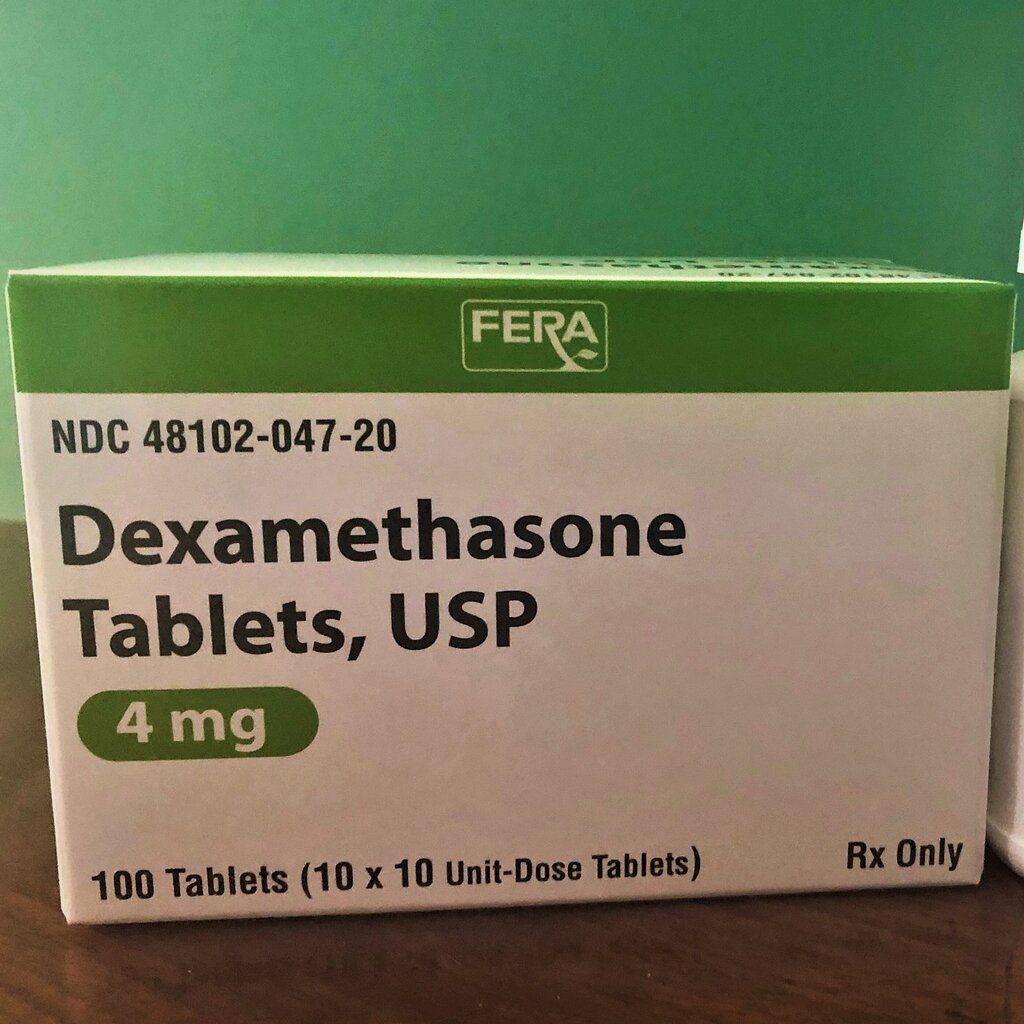 FERA
NDC 48102-047-20
Dexamethasone
Tablets, USP
4 mg
100 Tablets (10 x 10 Unit-Dose Tablets)
Rx Only